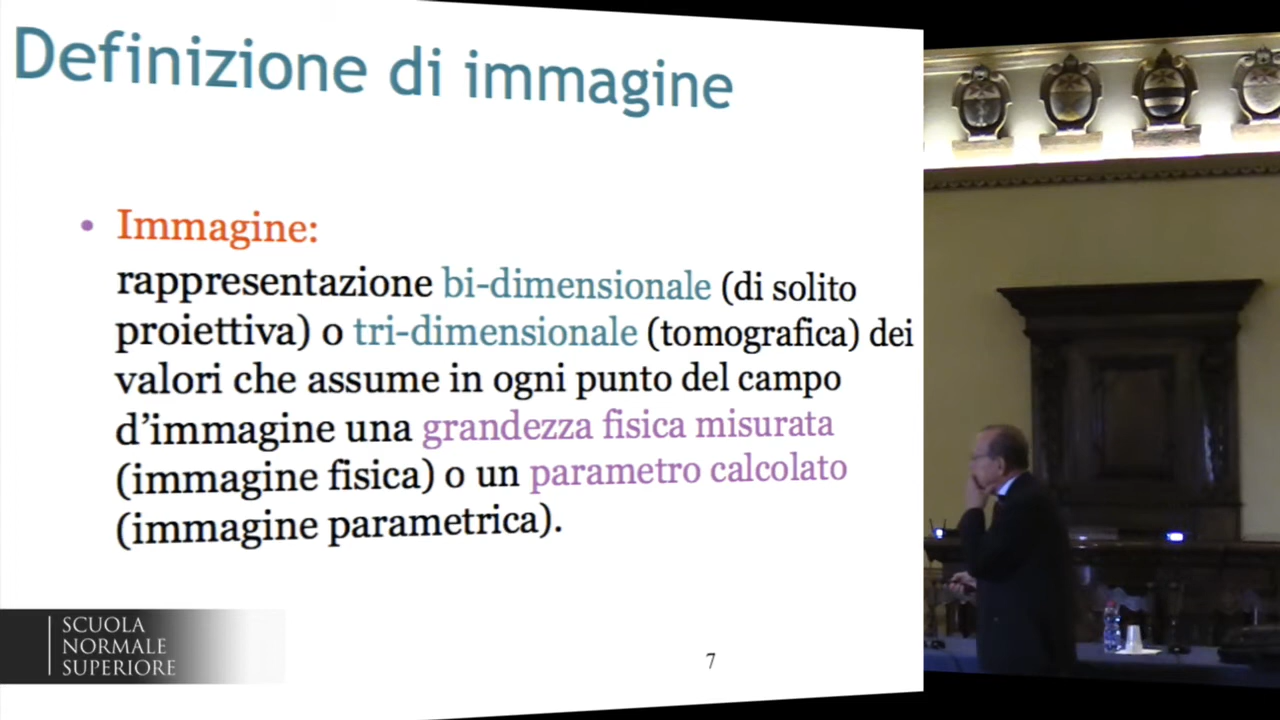 Definizione di immagine
• Immagine:
rappresentazione bi-dimensionale (di solito
proiettiva) o tri-dimensionale (tomografica) dei
valori che assume in ogni punto del campo
d’immagine una grandezza fisica misurata
(immagine fisica) o un parametro calcolato
(immagine parametrica).
SCUOLA
NORMALE
SUPERIORE
7